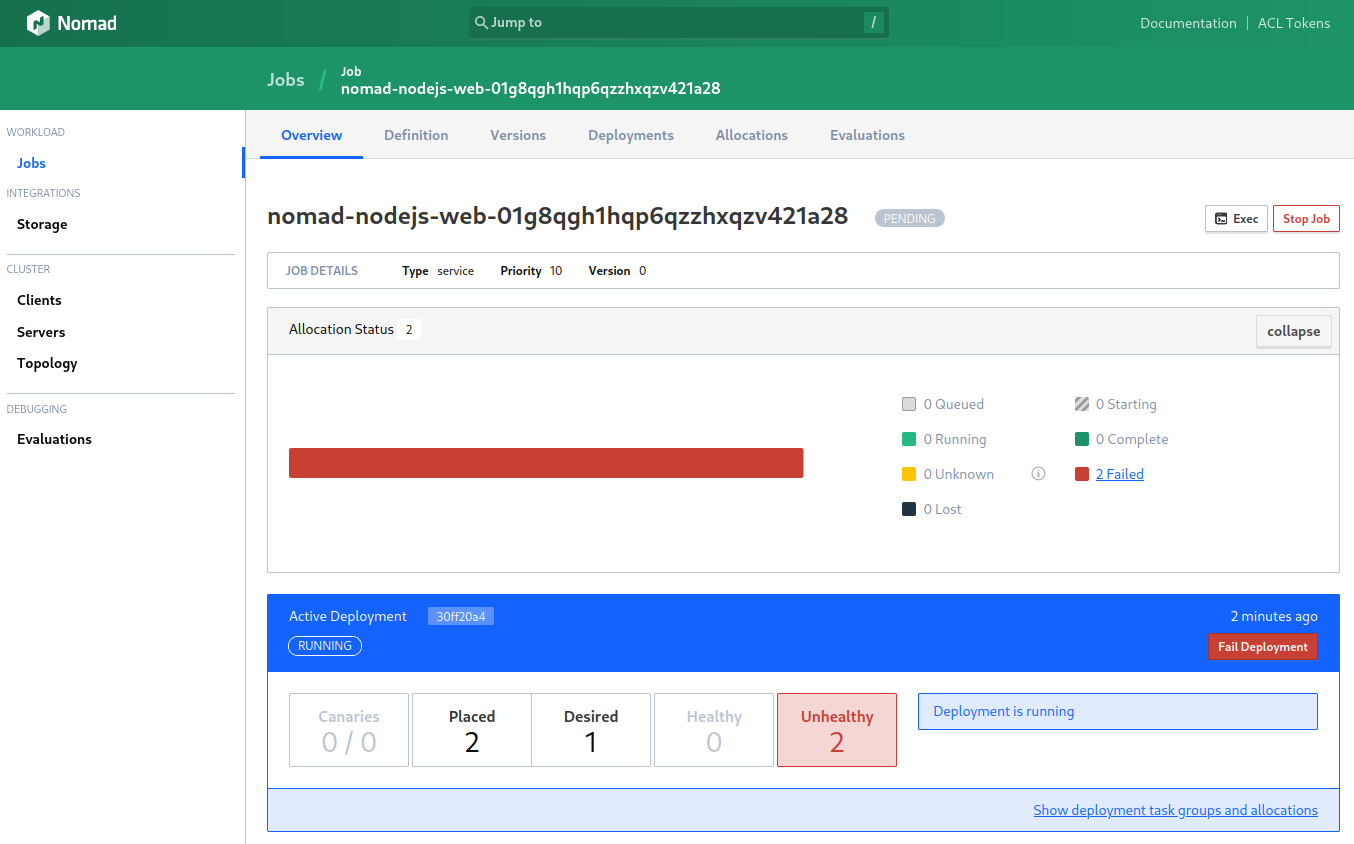 Nomad
Jump to /
Documentation | ACL Tokens
Jobs / Job
nomad-nodejs-web-01g8qgh1hqp6qzzhxqzv421a28
WORKLOAD
Jobs
INTEGRATIONS
Storage
CLUSTER
Clients
Servers
Topology
DEBUGGING
Evaluations
Overview Definition Versions Deployments Allocations Evaluations
nomad-nodejs-web-01g8qgh1hqp6qzzhxqzv421a28 PENDING Exec Stop Job
JOB DETAILS Type service Priority 10 Version 0
Allocation Status 2 collapse
0 Queued 0 Starting
0 Running 0 Complete
0 Unknown 2 Failed
0 Lost
Active Deployment 30ff20a4 2 minutes ago
RUNNING Fail Deployment
Canaries Placed Desired Healthy Unhealthy Deployment is running
0 / 0 2 1 0 2
Show deployment task groups and allocations